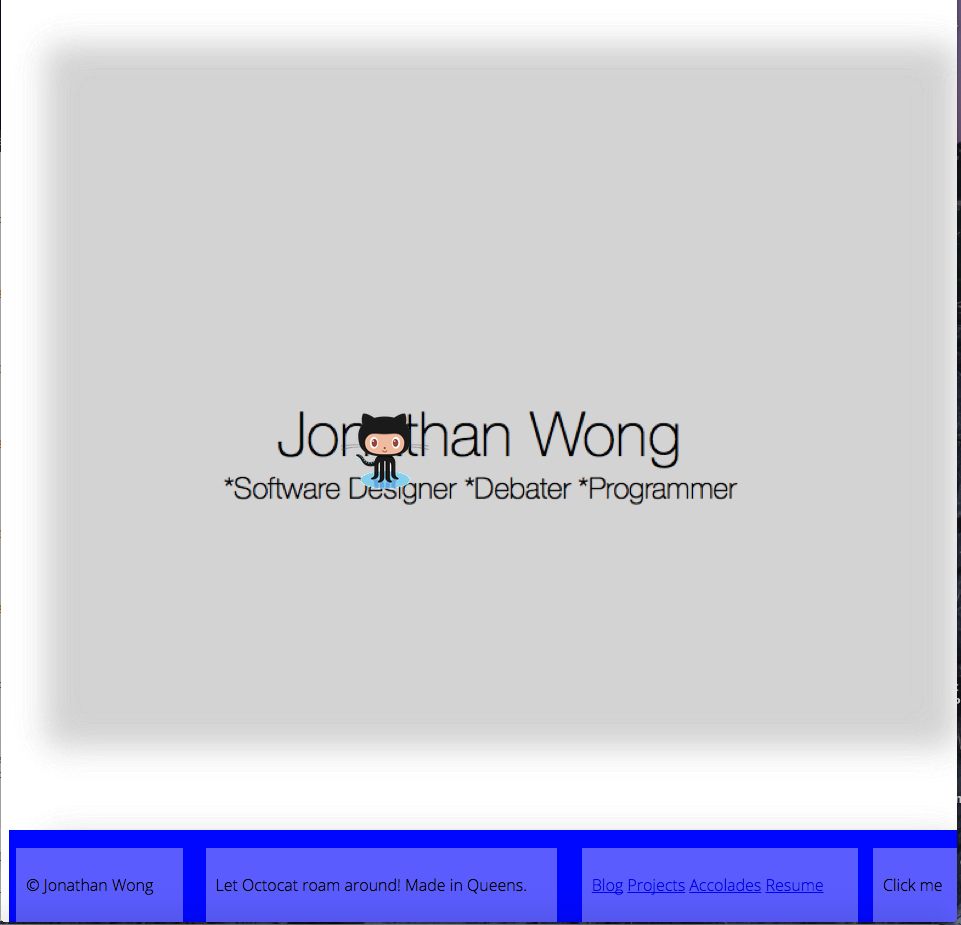 Jonathan Wong
*Software Designer *Debater *Programmer
© Jonathan Wong
Let Octocat roam around! Made in Queens.
Blog Projects Accolades Resume
Click me